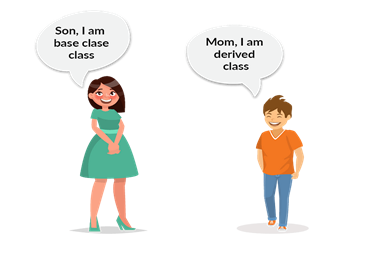 Son, I am
base clase
class
Mom, I am
derived
class